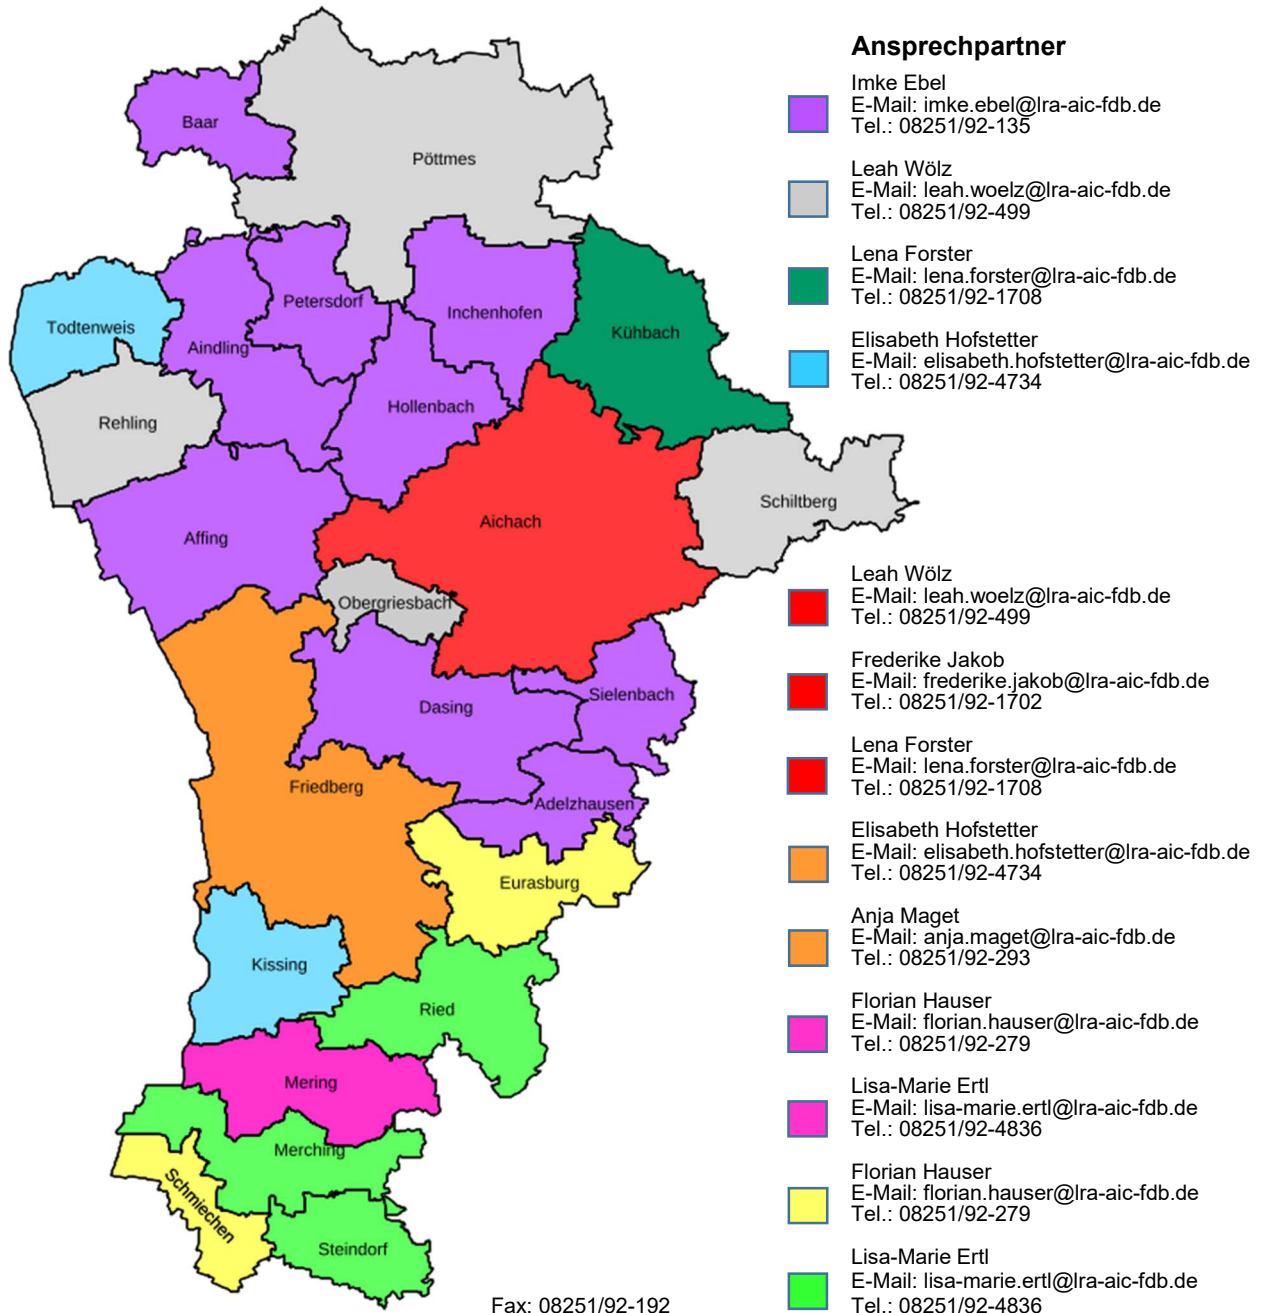 Ansprechpartner
Imke Ebel
E-Mail: imke.ebel@lra-aic-fdb.de
Tel.: 08251/92-135
Leah Wölz
E-Mail: leah.woelz@lra-aic-fdb.de
Tel.: 08251/92-499
Lena Forster
E-Mail: lena.forster@lra-aic-fdb.de
Tel.: 08251/92-1708
Elisabeth Hofstetter
E-Mail: elisabeth.hofstetter@lra-aic-fdb.de
Tel.: 08251/92-4734
Leah Wölz
E-Mail: leah.woelz@lra-aic-fdb.de
Tel.: 08251/92-499
Frederike Jakob
E-Mail: frederike.jakob@lra-aic-fdb.de
Tel.: 08251/92-1702
Lena Forster
E-Mail: lena.forster@lra-aic-fdb.de
Tel.: 08251/92-1708
Elisabeth Hofstetter
E-Mail: elisabeth.hofstetter@lra-aic-fdb.de
Tel.: 08251/92-4734
Anja Maget
E-Mail: anja.maget@lra-aic-fdb.de
Tel.: 08251/92-293
Florian Hauser
E-Mail: florian.hauser@lra-aic-fdb.de
Tel.: 08251/92-279
Lisa-Marie Ertl
E-Mail: lisa-marie.ertl@lra-aic-fdb.de
Tel.: 08251/92-4836
Florian Hauser
E-Mail: florian.hauser@lra-aic-fdb.de
Tel.: 08251/92-279
Lisa-Marie Ertl
E-Mail: lisa-marie.ertl@lra-aic-fdb.de
Tel.: 08251/92-4836
Baar
Pöttmes
Petersdorf
Inchenhofen
Todtenweis
Kühbach
Aindling
Hollenbach
Rehling
Schiltberg
Aichach
Affing
Obergriesbach
Sielenbach
Dasing
Friedberg
Adelzhausen
Eurasburg
Kissing
Ried
Mering
Merching
Schmiechen
Steindorf
Fax: 08251/92-192